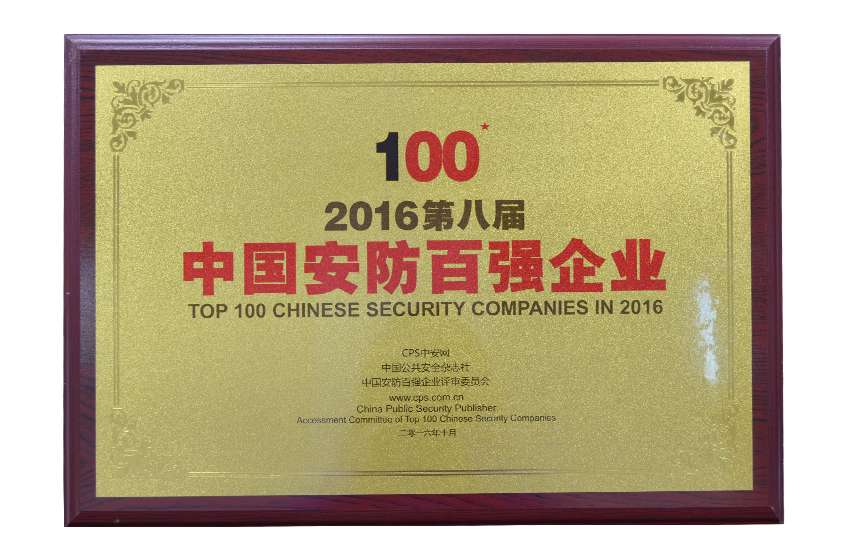 100
2016第八届
中国安防百强企业
TOP 100 CHINESE SECURITY COMPANIES IN 2016
CPS中安网
中国公共安全杂志社
中国安防百强企业评审委员会
www.cps.com.cn
China Public Security Publisher
Accessment Committee of Top 100 Chinese Security Companies
二零一六年十月